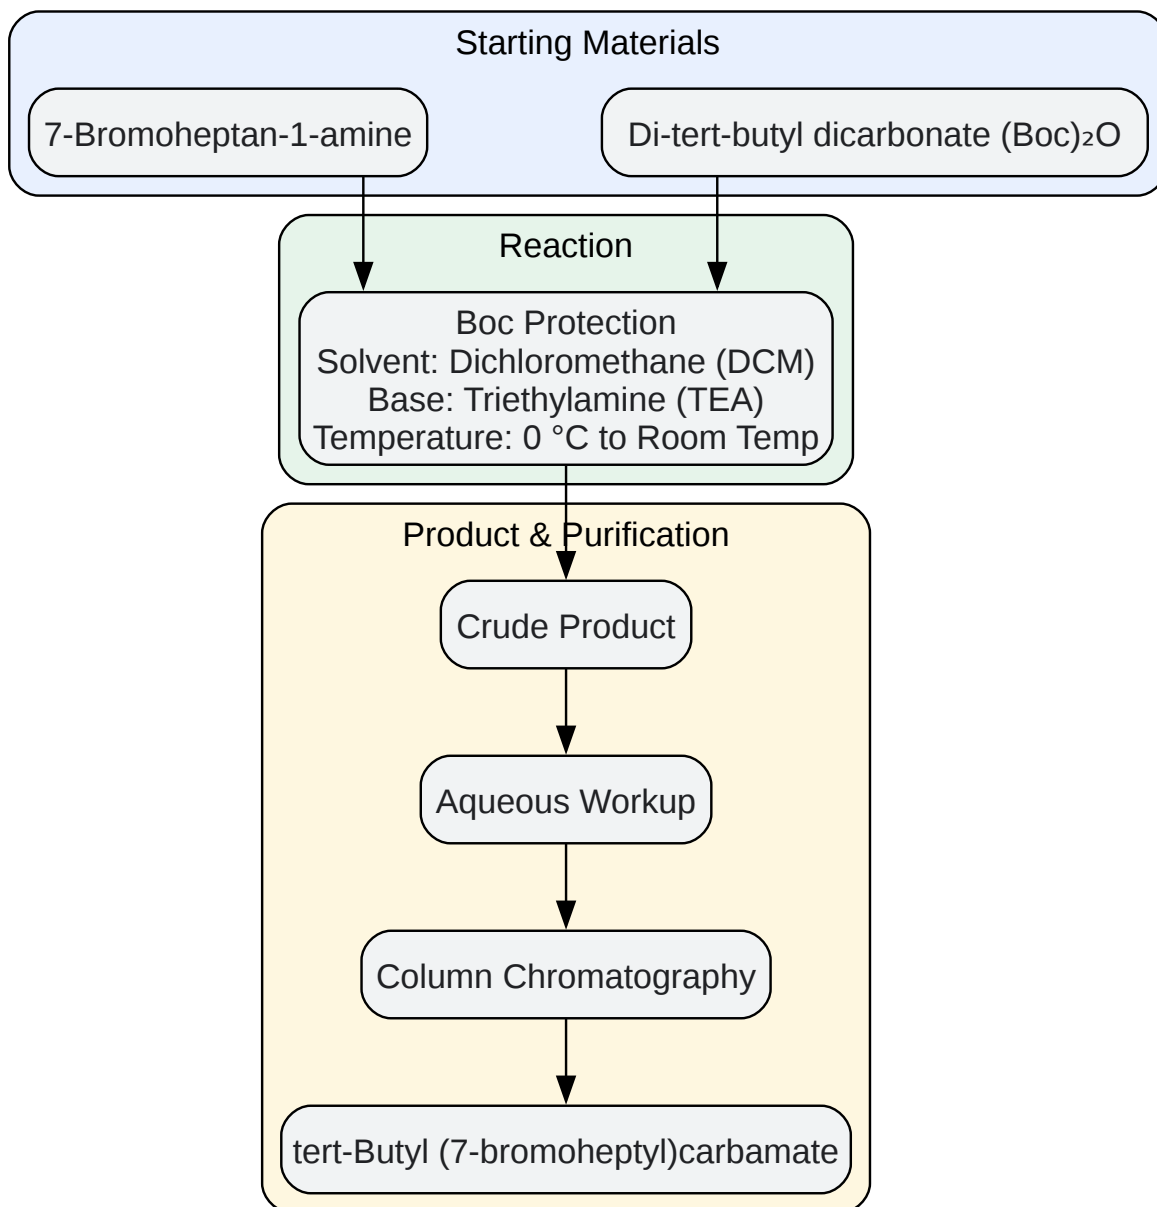 Starting Materials
7-Bromoheptan-1-amine
Di-tert-butyl dicarbonate (Boc)₂O
Reaction
Boc Protection
Solvent: Dichloromethane (DCM)
Base: Triethylamine (TEA)
Temperature: 0 °C to Room Temp
Product & Purification
Crude Product
Aqueous Workup
Column Chromatography
tert-Butyl (7-bromoheptyl)carbamate